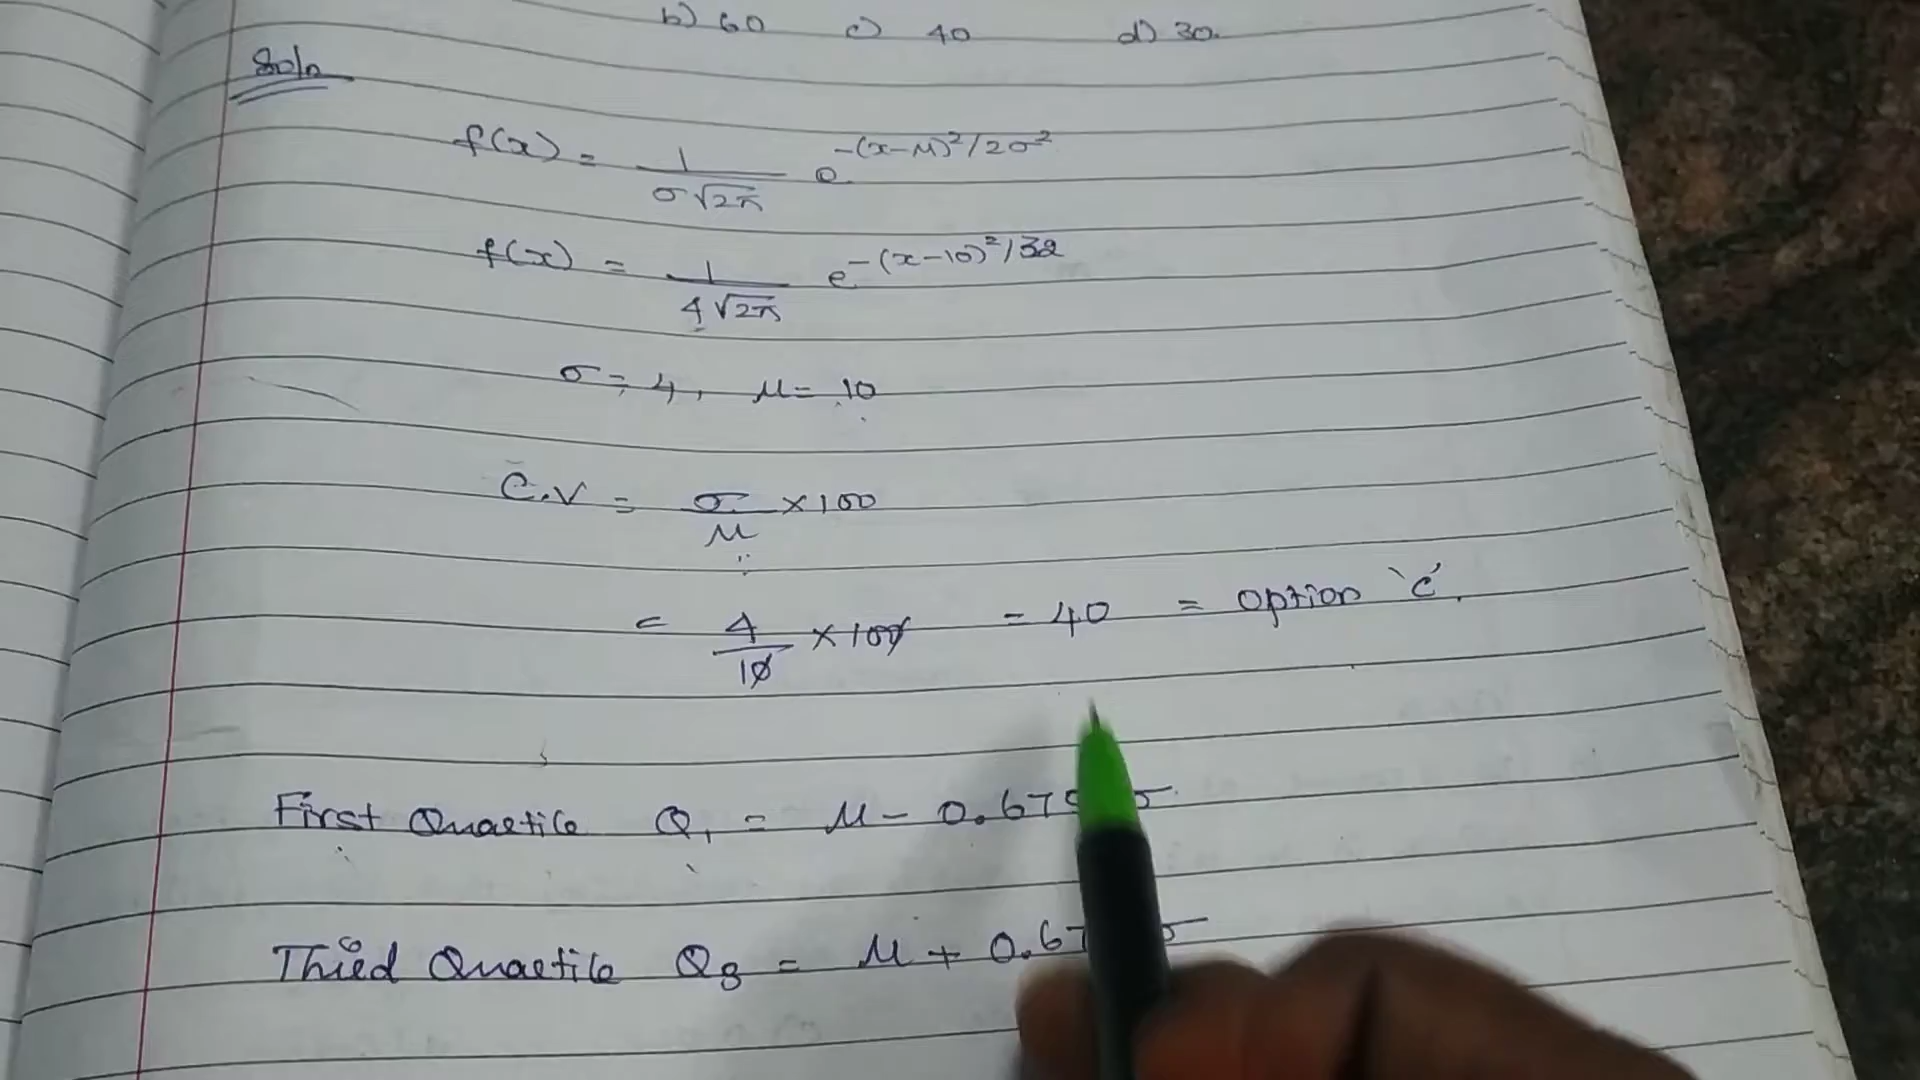 b) 60 c) 40 d) 30.
Soln
f(x) = 1/σ√2π e^-(x-μ)²/2σ²
f(x) = 1/4√2π e^-(x-10)²/32
σ = 4, μ = 10
C.V = σ/μ ×100
= 4/10 ×100 = 40 = option 'c'.
First Quartile Q₁ = μ - 0.67 σ
Third Quartile Q₃ = μ + 0.67 σ